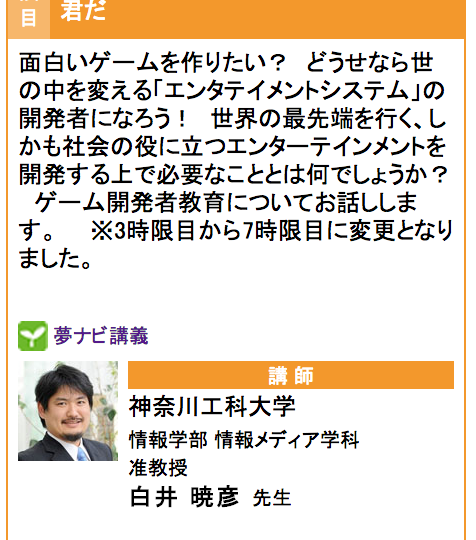 目
君だ
面白いゲームを作りたい？　どうせなら世
の中を変える「エンタテイメントシステム」の
開発者になろう！　世界の最先端を行く、し
かも社会の役に立つエンターテインメントを
開発する上で必要なこととは何でしょうか？
　ゲーム開発者教育についてお話ししま
す。　　※3時限目から7時限目に変更となり
ました。
夢ナビ講義
講 師
神奈川工科大学
情報学部 情報メディア学科
准教授
白井 暁彦 先生